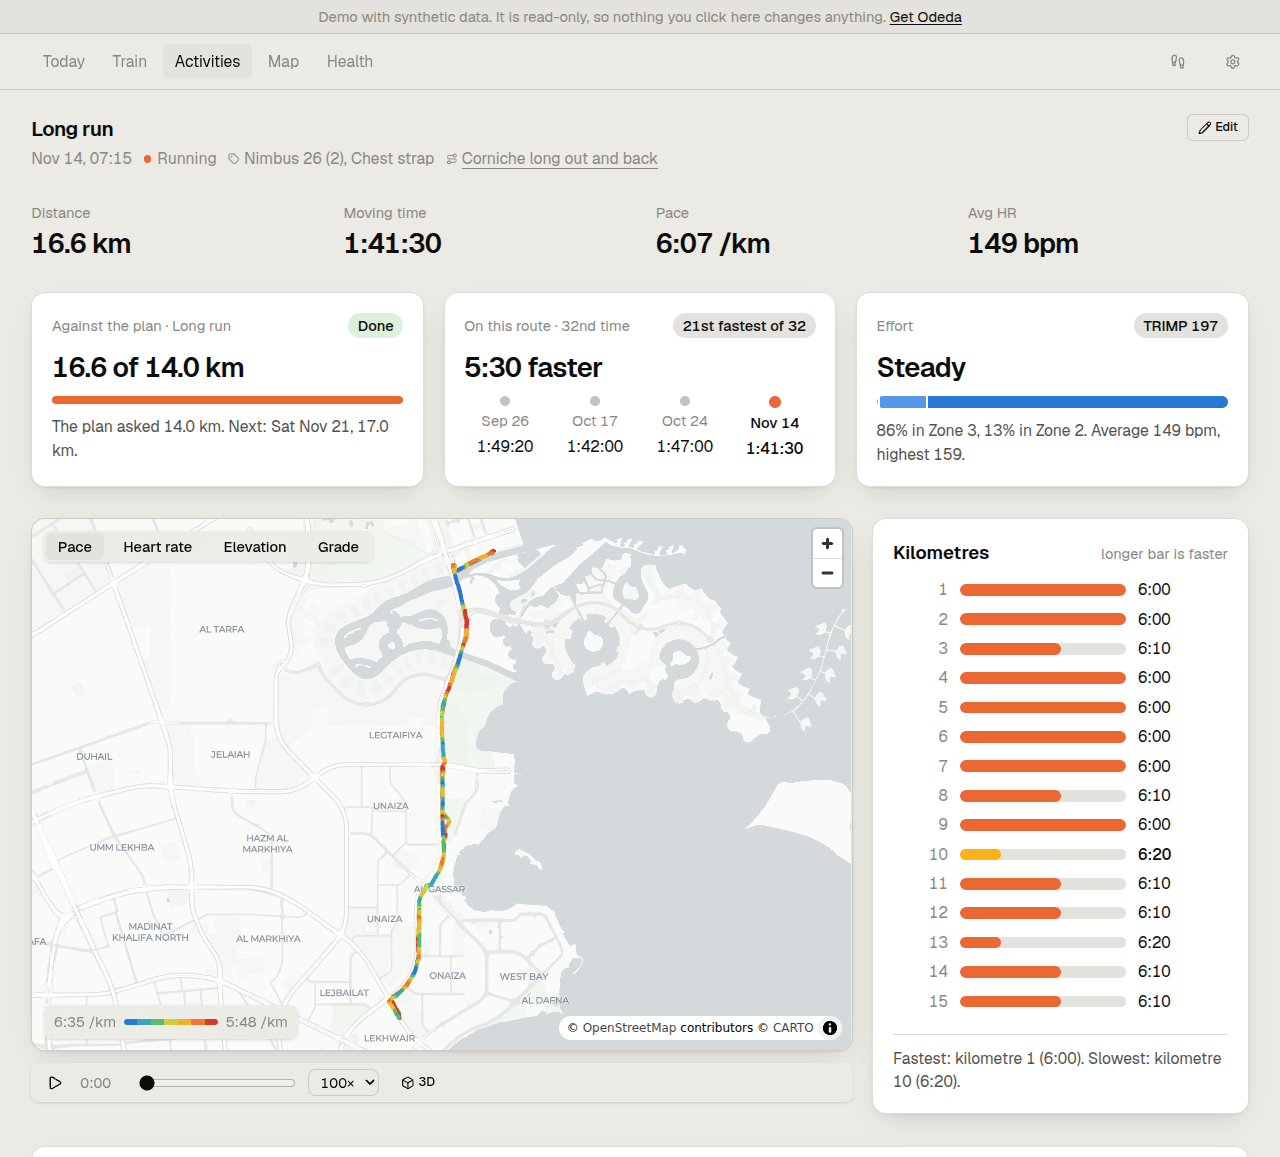 Demo with synthetic data. It is read-only, so nothing you click here changes anything. Get Odeda
Today Train Activities Map Health
Long run
Edit
Nov 14, 07:15 Running Nimbus 26 (2), Chest strap Corniche long out and back
Distance Moving time Pace Avg HR
16.6 km 1:41:30 6:07 /km 149 bpm
Against the plan · Long run Done
16.6 of 14.0 km
The plan asked 14.0 km. Next: Sat Nov 21, 17.0
km.
On this route · 32nd time 21st fastest of 32
5:30 faster
Sep 26 Oct 17 Oct 24 Nov 14
1:49:20 1:42:00 1:47:00 1:41:30
Effort TRIMP 197
Steady
86% in Zone 3, 13% in Zone 2. Average 149 bpm,
highest 159.
Pace Heart rate Elevation Grade
+
−
AL TARFA
LEGTAIFIYA
DUHAIL
JELAIAH
UNAIZA
HAZM AL
MARKHIYA
UMM LEKHBA
AL GASSAR
UNAIZA
MADINAT
KHALIFA NORTH
AL MARKHIYA
AFA
ONAIZA
WEST BAY
LEJBAILAT
AL DAFNA
LEKHWAIR
6:35 /km 5:48 /km
© OpenStreetMap contributors © CARTO
0:00 100× 3D
Kilometres longer bar is faster
1 6:00
2 6:00
3 6:10
4 6:00
5 6:00
6 6:00
7 6:00
8 6:10
9 6:00
10 6:20
11 6:10
12 6:10
13 6:20
14 6:10
15 6:10
Fastest: kilometre 1 (6:00). Slowest: kilometre
10 (6:20).